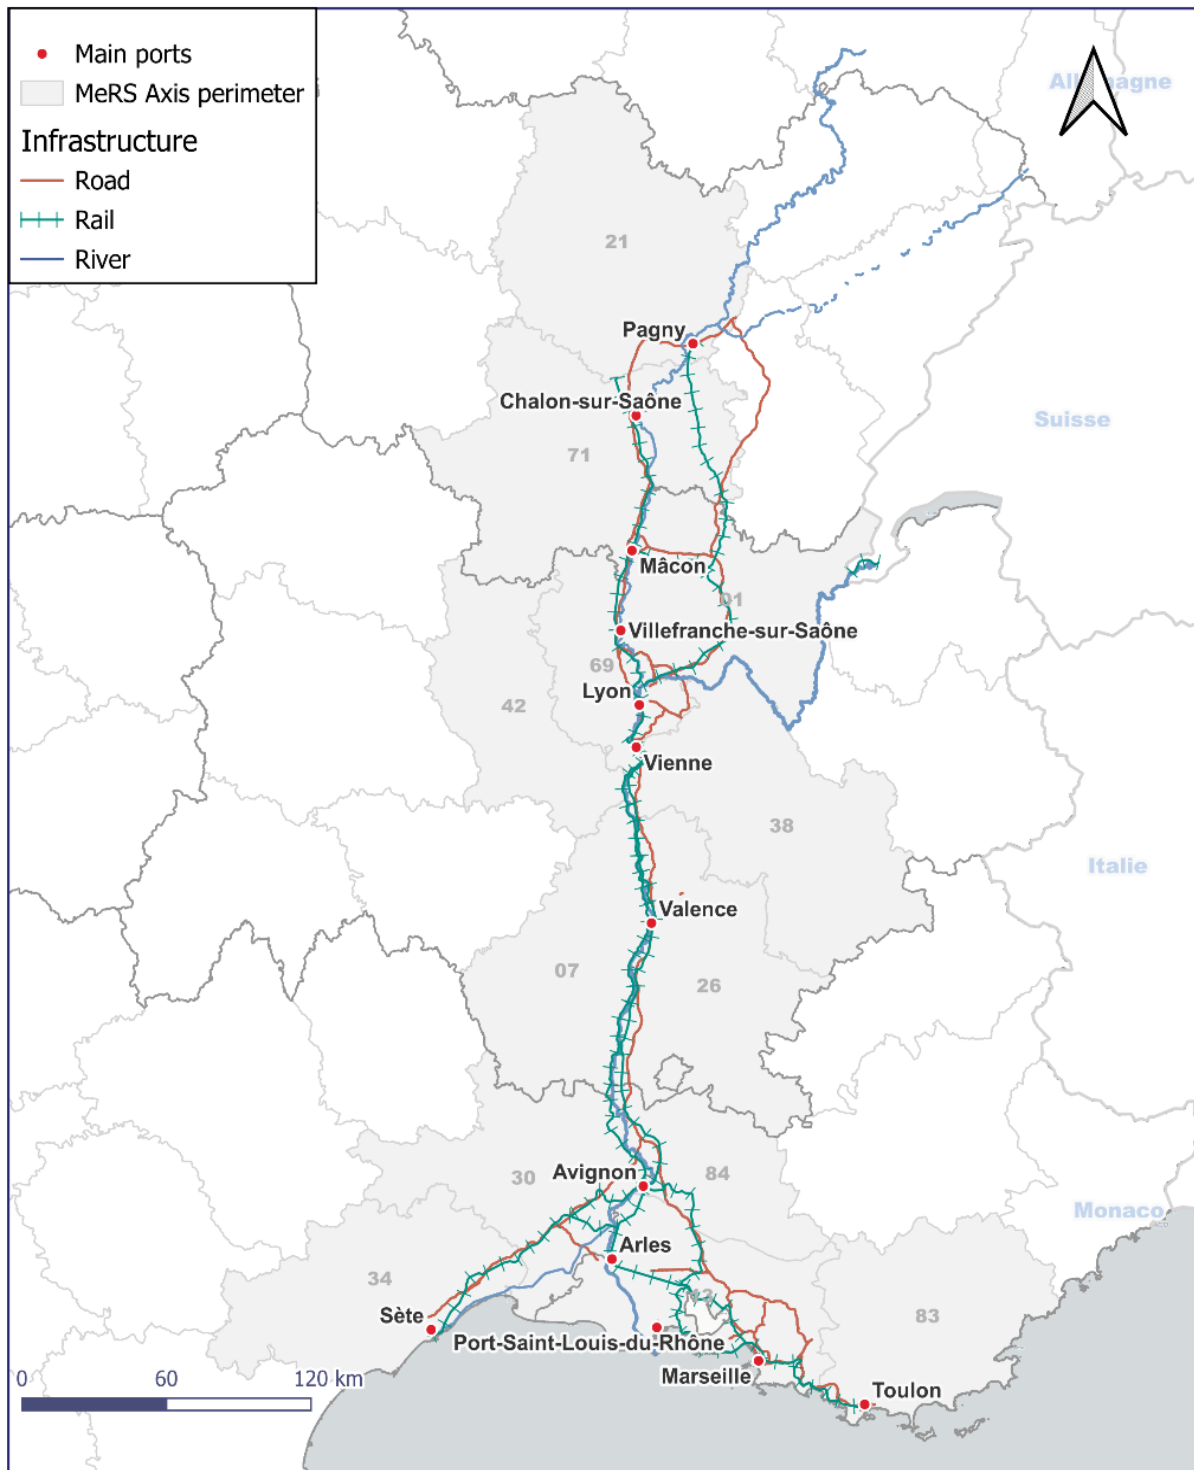 Main ports
MeRS Axis perimeter
Infrastructure
Road
Rail
River
21
Pagny
Suisse
Chalon-sur-Saône
71
Mâcon
01
Villefranche-sur-Saône
69
Lyon
42
Vienne
38
Italie
Valence
07
26
Avignon
30
84
Monaco
Arles
34
13
Sète
83
Port-Saint-Louis-du-Rhône
Marseille
Toulon
0 60 120 km